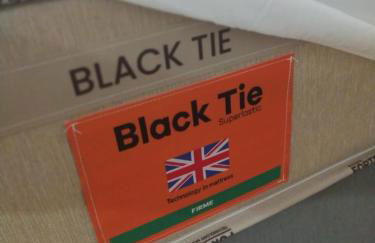 BLACK TIE
Black Tie
Superlastic
Technology in mattress
FIRME